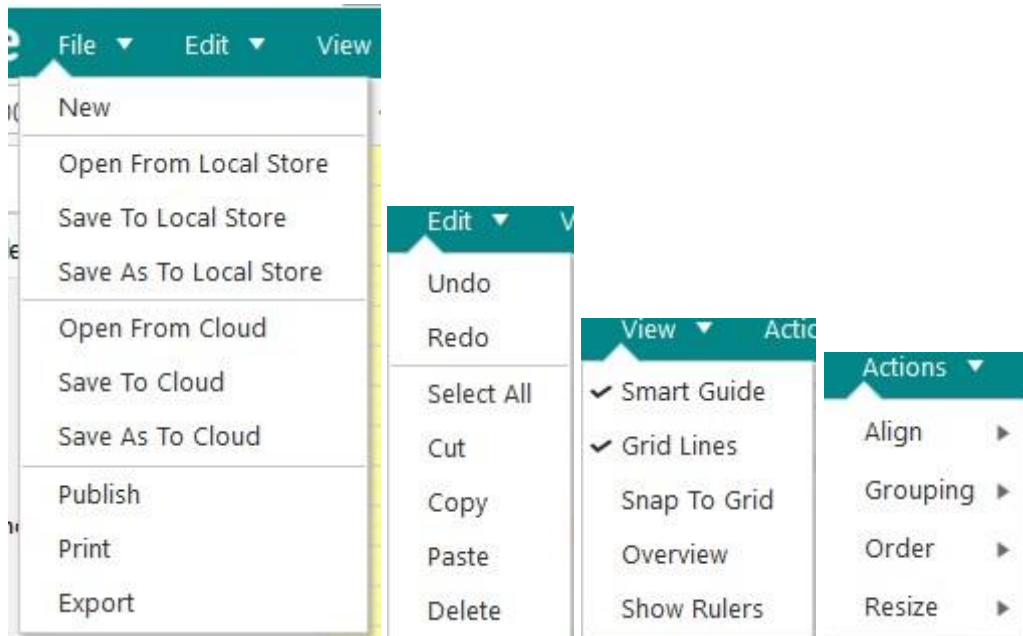 File ▼ Edit ▼ View
New
Open From Local Store
Save To Local Store
Save As To Local Store
Open From Cloud
Save To Cloud
Save As To Cloud
Publish
Print
Export
Edit ▼
Undo
Redo
Select All
Cut
Copy
Paste
Delete
View ▼
Smart Guide
Grid Lines
Snap To Grid
Overview
Show Rulers
Actions ▼
Align
Grouping
Order
Resize